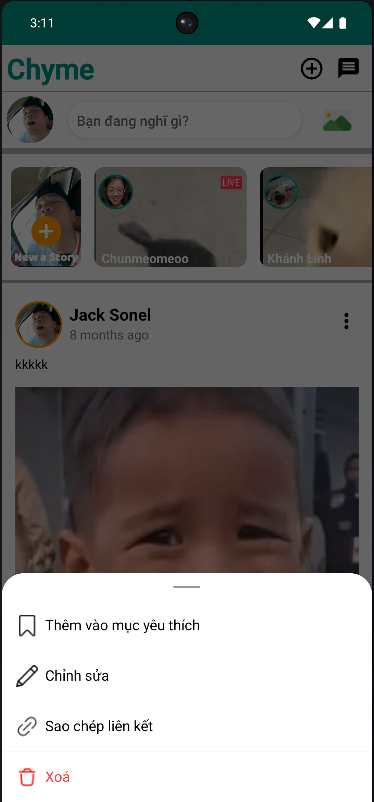 3:11
Chyme
Bạn đang nghĩ gì?
LIVE
New a Story
Chunmeomeoo
Khánh Linh
Jack Sonel
8 months ago
kkkkk
Thêm vào mục yêu thích
Chỉnh sửa
Sao chép liên kết
Xoá